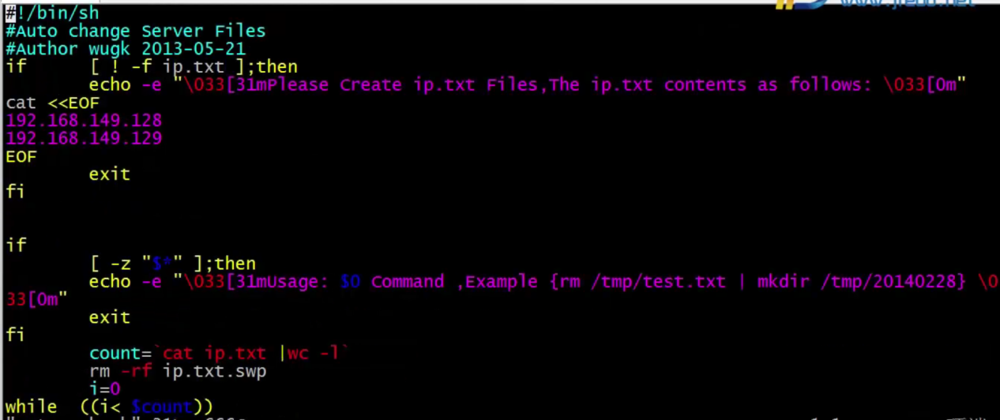 #!/bin/sh
#Auto change Server Files
#Author wugk 2013-05-21
if      [ ! -f ip.txt ];then
        echo -e "\033[31mPlease Create ip.txt Files,The ip.txt contents as follows: \033[0m"
cat <<EOF
192.168.149.128
192.168.149.129
EOF
        exit
fi
if
        [ -z "$*" ];then
        echo -e "\033[31mUsage: $0 Command ,Example {rm /tmp/test.txt | mkdir /tmp/20140228} \0
33[0m"
        exit
fi
        count=`cat ip.txt |wc -l`
        rm -rf ip.txt.swp
        i=0
while  ((i< $count))